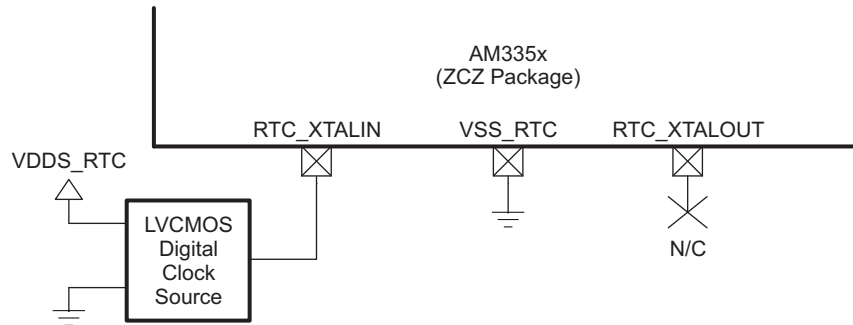 AM335x
(ZCZ Package)
RTC_XTALIN
VSS_RTC
RTC_XTALOUT
VDDS_RTC
LVCMOS
Digital
Clock
Source
N/C